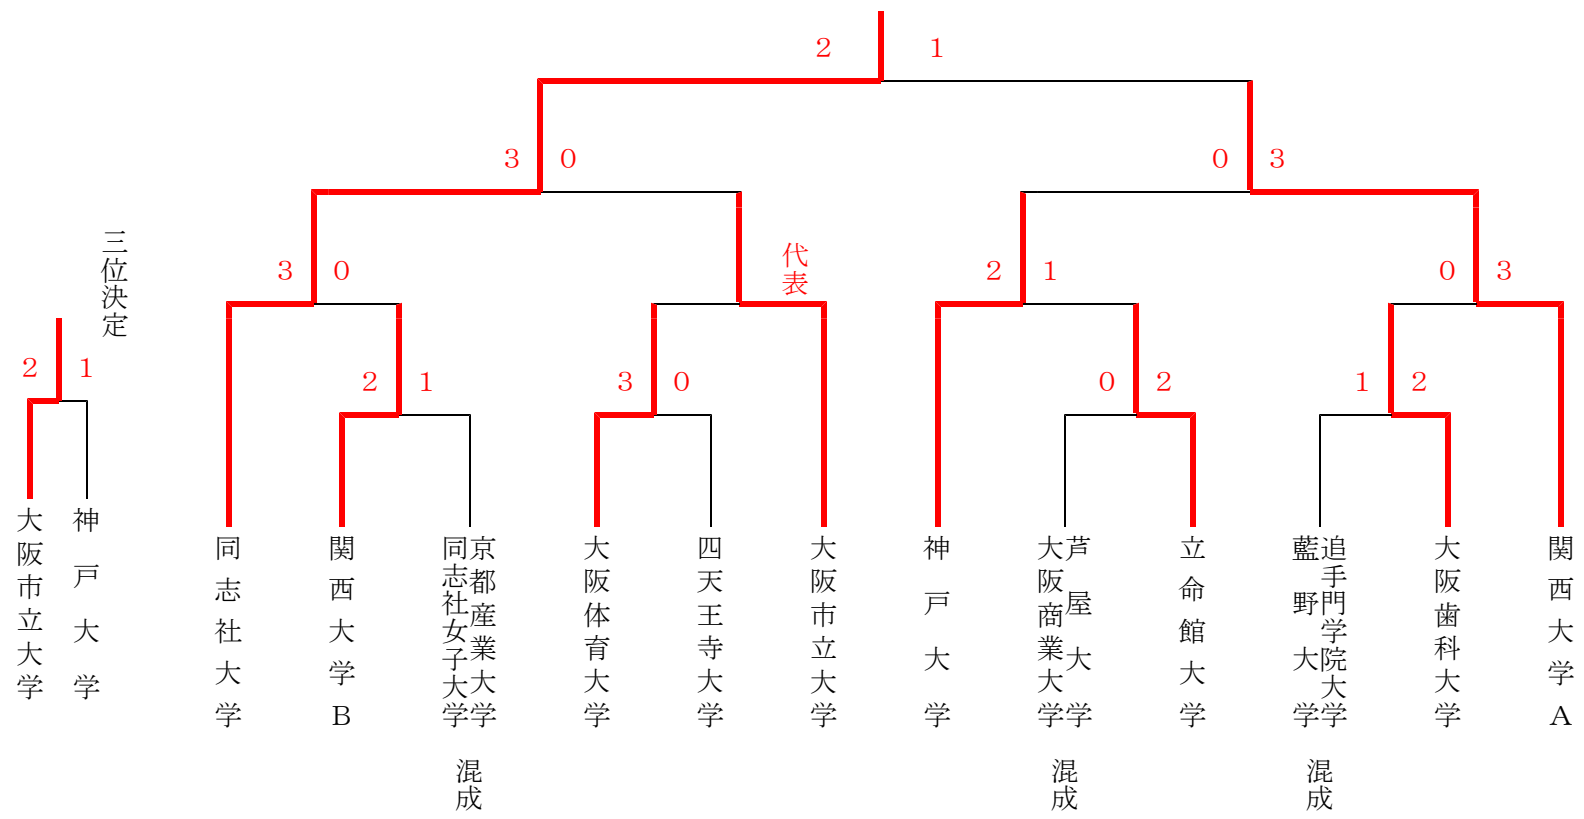 ２ １
３ ０
０ ３
三位決定
３ ０
代表
２ １
０ ３
２ １
２ １
３ ０
０ ２
１ ２
大阪市立大学
神戸大学
同志社大学
関西大学Ｂ
京都産業大学
同志社女子大学
混成
大阪体育大学
四天王寺大学
大阪市立大学
神戸大学
芦屋大学
大阪商業大学
混成
立命館大学
追手門学院大学
藍野大学
混成
大阪歯科大学
関西大学Ａ